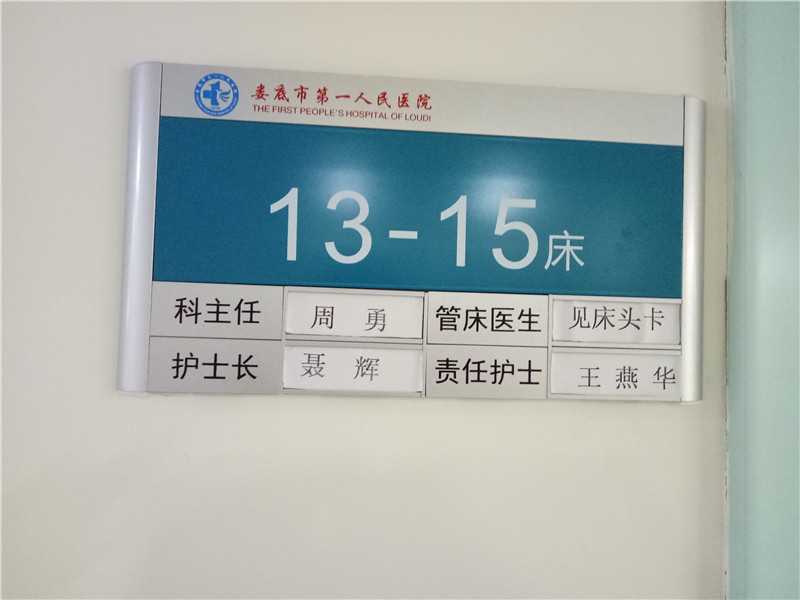 娄底市第一人民医院
THE FIRST PEOPLE'S HOSPITAL OF LOUDI
13-15床
科主任 周 勇 管床医生 见床头卡
护士长 聂 辉 责任护士 王 燕 华